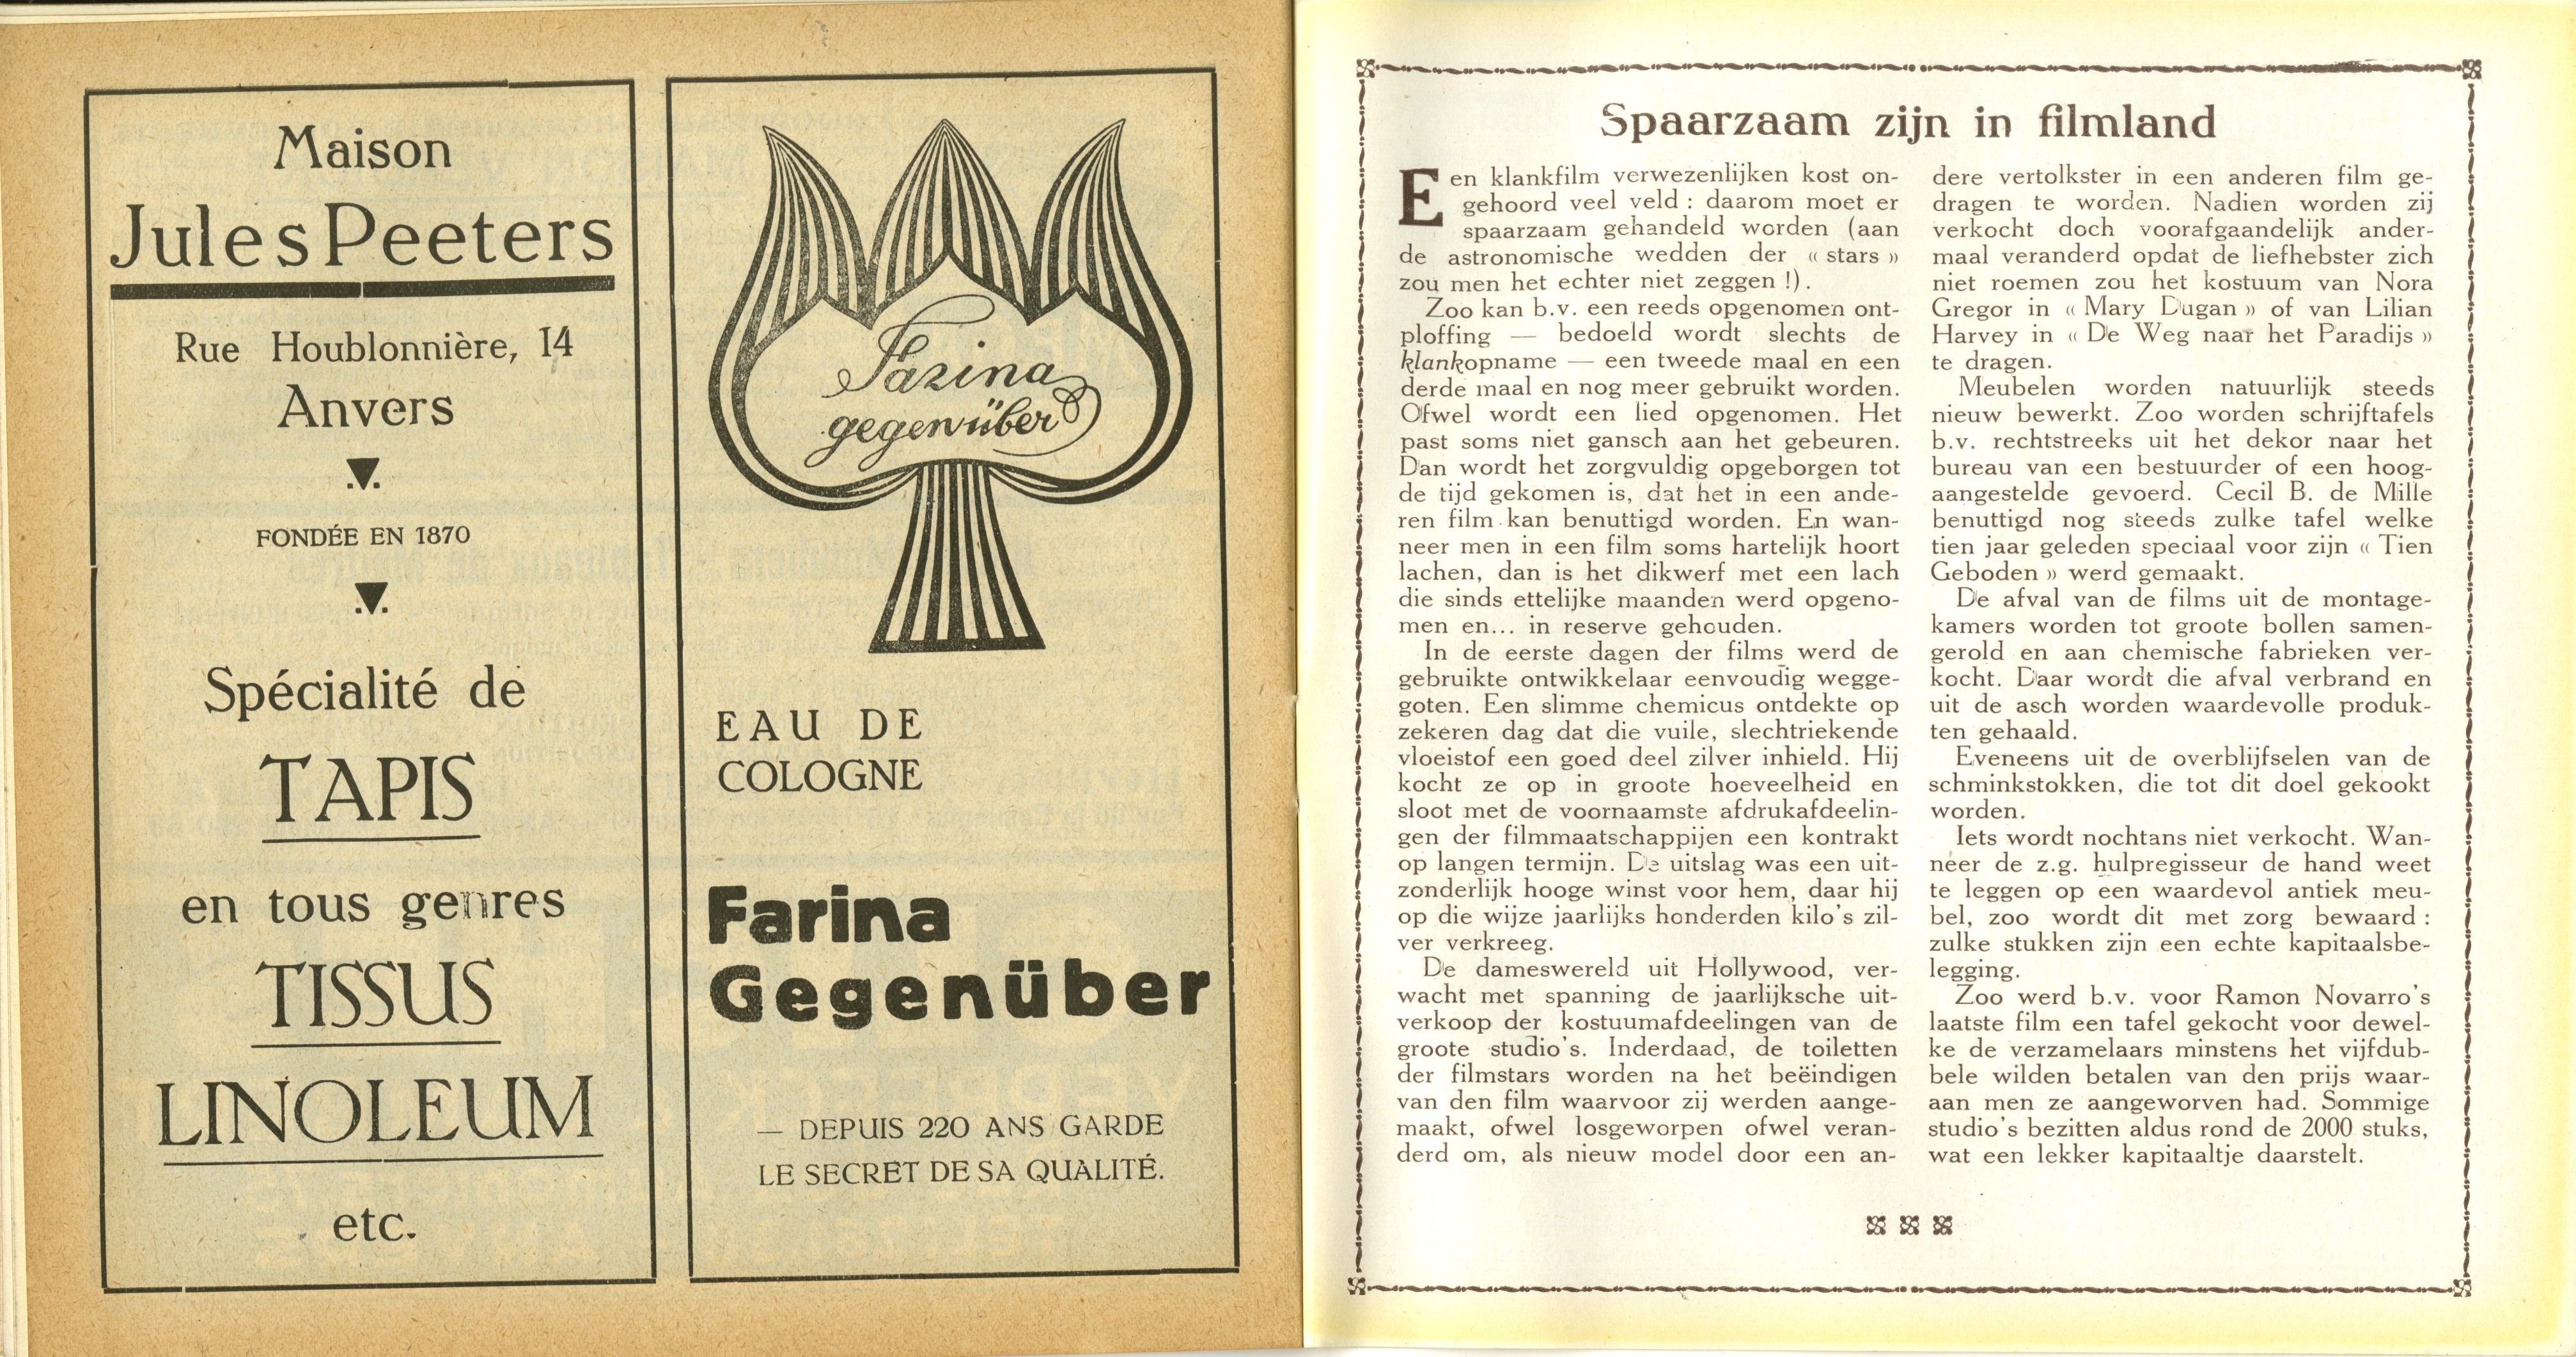 Maison
Jules Peeters
Rue Houblonnière, 14
Anvers
FONDÉE EN 1870
Spécialité de
TAPIS
en tous genres
TISSUS
LINOLEUM
etc.
Farina
gegenüber
EAU DE
COLOGNE
Farina
Gegenüber
— DEPUIS 220 ANS GARDE
LE SECRET DE SA QUALITÉ.
Spaarzaam zijn in filmland
Een klankfilm verwezenlijken kost on-
gehoord veel veld : daarom moet er
spaarzaam gehandeld worden (aan
de astronomische wedden der « stars »
zou men het echter niet zeggen !).
Zoo kan b.v. een reeds opgenomen ont-
ploffing — bedoeld wordt slechts de
klankopname — een tweede maal en een
derde maal en nog meer gebruikt worden.
Ofwel wordt een lied opgenomen. Het
past soms niet gansch aan het gebeuren.
Dan wordt het zorgvuldig opgeborgen tot
de tijd gekomen is, dat het in een ande-
ren film kan benuttigd worden. En wan-
neer men in een film soms hartelijk hoort
lachen, dan is het dikwerf met een lach
die sinds ettelijke maanden werd opgeno-
men en... in reserve gehouden.
In de eerste dagen der films werd de
gebruikte ontwikkelaar eenvoudig wegge-
goten. Een slimme chemicus ontdekte op
zekeren dag dat die vuile, slechtriekende
vloeistof een goed deel zilver inhield. Hij
kocht ze op in groote hoeveelheid en
sloot met de voornaamste afdrukafdeelin-
gen der filmmaatschappijen een kontrakt
op langen termijn. De uitslag was een uit-
zonderlijk hooge winst voor hem, daar hij
op die wijze jaarlijks honderden kilo's zil-
ver verkreeg.
De dameswereld uit Hollywood, ver-
wacht met spanning de jaarlijksche uit-
verkoop der kostuumafdeelingen van de
groote studio's. Inderdaad, de toiletten
der filmstars worden na het beëindigen
van den film waarvoor zij werden aange-
maakt, ofwel losgeworpen ofwel veran-
derd om, als nieuw model door een an-
dere vertolkster in een anderen film ge-
dragen te worden. Nadien worden zij
verkocht doch voorafgaandelijk ander-
maal veranderd opdat de liefhebster zich
niet roemen zou het kostuum van Nora
Gregor in « Mary Dugan » of van Lilian
Harvey in « De Weg naar het Paradijs »
te dragen.
Meubelen worden natuurlijk steeds
nieuw bewerkt. Zoo worden schrijftafels
b.v. rechtstreeks uit het dekor naar het
bureau van een bestuurder of een hoog-
aangestelde gevoerd. Cecil B. de Mille
benuttigd nog steeds zulke tafel welke
tien jaar geleden speciaal voor zijn « Tien
Geboden » werd gemaakt.
De afval van de films uit de montage-
kamers worden tot groote bollen samen-
gerold en aan chemische fabrieken ver-
kocht. Daar wordt die afval verbrand en
uit de asch worden waardevolle produk-
ten gehaald.
Eveneens uit de overblijfselen van de
schminkstokken, die tot dit doel gekookt
worden.
Iets wordt nochtans niet verkocht. Wan-
neer de z.g. hulpregisseur de hand weet
te leggen op een waardevol antiek meu-
bel, zoo wordt dit met zorg bewaard :
zulke stukken zijn een echte kapitaalsbe-
legging.
Zoo werd b.v. voor Ramon Novarro's
laatste film een tafel gekocht voor dewel-
ke de verzamelaars minstens het vijfdub-
bele wilden betalen van den prijs waar-
aan men ze aangeworven had. Sommige
studio's bezitten aldus rond de 2000 stuks,
wat een lekker kapitaaltje daarstelt.